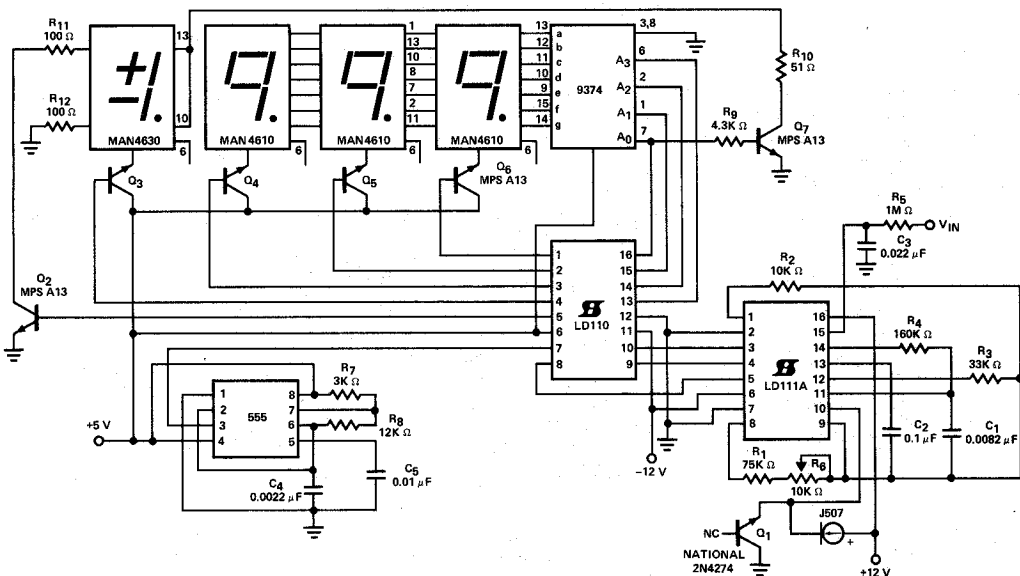 R11
100 Ω
R12
100 Ω
+1
-1.
MAN4630
13
10
6
9.
MAN4610
6
9.
MAN4610
6
9.
MAN4610
6
1
13
10
8
7
2
11
13 a
12 b
11 c
10 d
9 e
15 f
14 g
9374
3,8
6
A3
2
A2
1
A1
7
A0
R10
51 Ω
R9
4.3K Ω
Q7
MPS A13
Q3
Q4
Q5
Q6
MPS A13
Q2
MPS A13
R5
1M Ω
VIN
C3
0.022 μF
1
2
3
4
5
6
7
8
LD110
16
15
14
13
12
11
10
9
R2
10K Ω
1
2
3
4
5
6
7
8
LD111A
16
15
14
13
12
11
10
9
R4
160K Ω
R3
33K Ω
C2
0.1 μF
C1
0.0082 μF
R1
75K Ω
R6
10K Ω
-12 V
+5 V
1
2
3
4
555
8
7
6
5
R7
3K Ω
R8
12K Ω
C4
0.0022 μF
C5
0.01 μF
NC
Q1
NATIONAL
2N4274
J507
+
+12 V